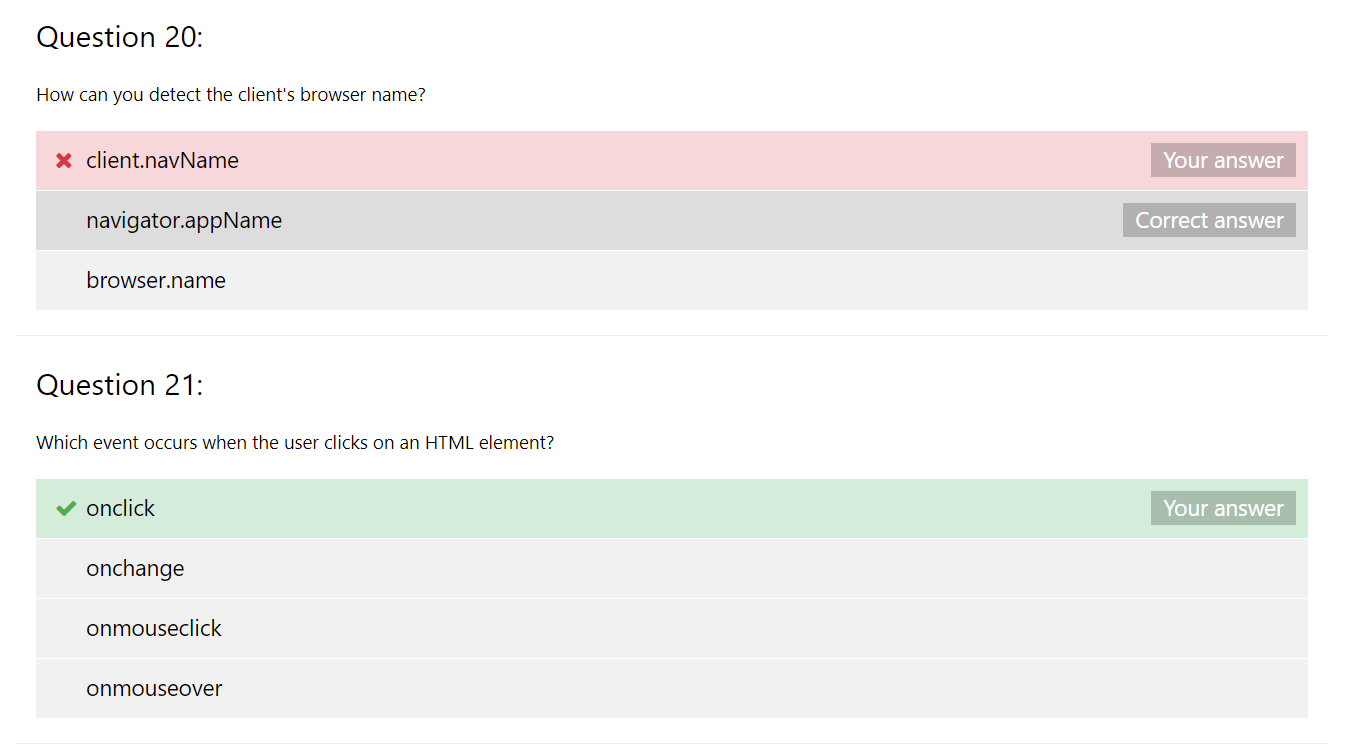 Question 20:
How can you detect the client's browser name?
client.navName Your answer
navigator.appName Correct answer
browser.name
Question 21:
Which event occurs when the user clicks on an HTML element?
onclick Your answer
onchange
onmouseclick
onmouseover